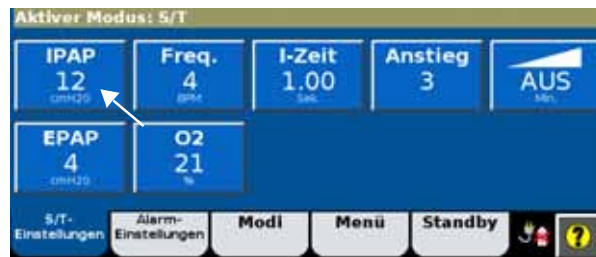 Aktiver Modus: S/T
IPAP Freq. I-Zeit Anstieg
12 4 1.00 3 AUS
cmH2O BPM Sek. Min.
EPAP O2
4 21
cmH2O %
S/T-Einstellungen Alarm-Einstellungen Modi Menü Standby ?